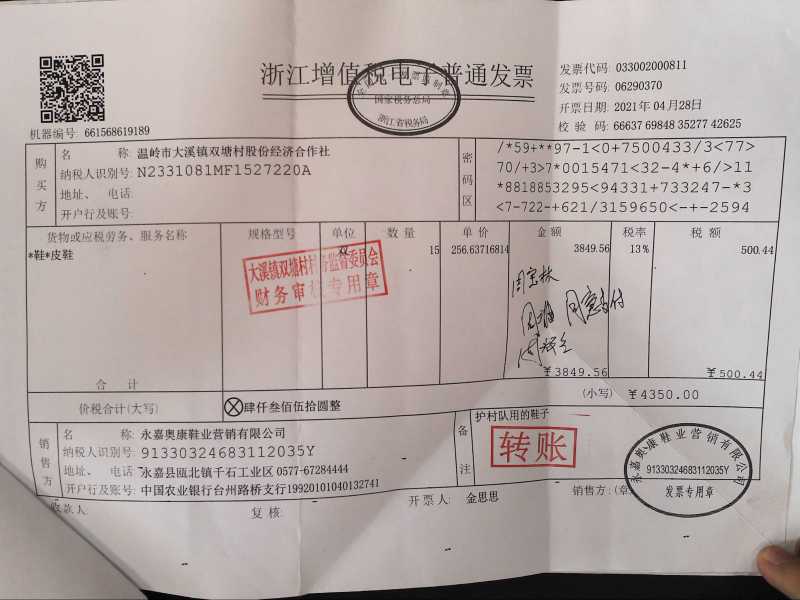 浙江增值税电子普通发票
国家税务总局
浙江省税务局
发票代码: 033002000811
发票号码: 06290370
开票日期: 2021年04月28日
校 验 码: 66637 69848 35277 42625
机器编号: 661568619189
购买方
名 称: 温岭市大溪镇双塘村股份经济合作社
纳税人识别号: N2331081MF1527220A
地址、 电话:
开户行及账号:
密码区
/*59+**97-1<0+7500433/3<77>
70/+3>7*0015471<32-4*+6/>11
*8818853295<94331+733247-*3
<7-722-+621/3159650<-+-2594
货物或应税劳务、服务名称 规格型号 单位 数 量 单 价 金 额 税率 税 额
*鞋*皮鞋 双 15 256.63716814 3849.56 13% 500.44
大溪镇双塘村村务监督委员会
财务审核专用章
合 计 ￥3849.56 ￥500.44
价税合计(大写) 肆仟叁佰伍拾圆整 (小写) ￥4350.00
销售方
名 称: 永嘉奥康鞋业营销有限公司
纳税人识别号: 91330324683112035Y
地址、 电话: 永嘉县瓯北镇千石工业区 0577-67284444
开户行及账号: 中国农业银行台州路桥支行19920101040132741
备注
护村队用的鞋子
转账
永嘉奥康鞋业营销有限公司
91330324683112035Y
发票专用章
收款人: 复核: 开票人: 金思思 销售方:(章)